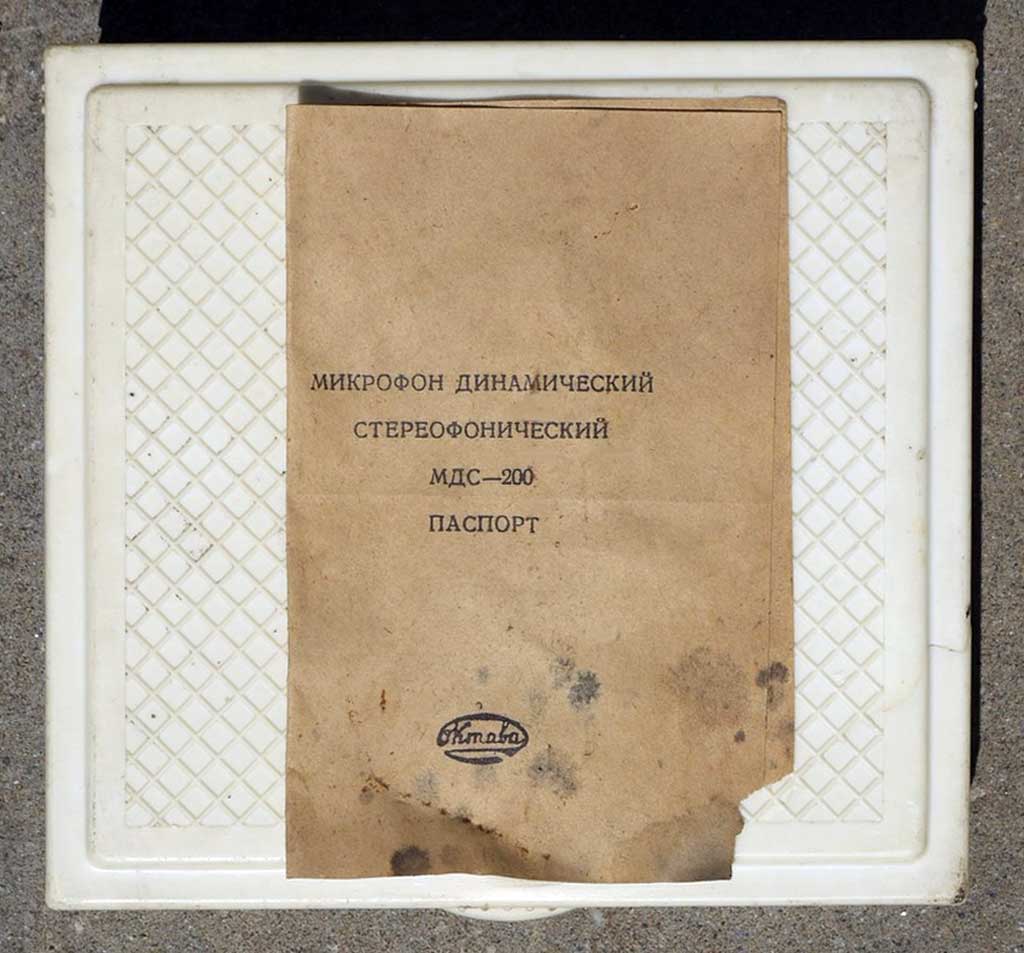 МИКРОФОН ДИНАМИЧЕСКИЙ
СТЕРЕОФОНИЧЕСКИЙ
МДС—200
ПАСПОРТ
Октава